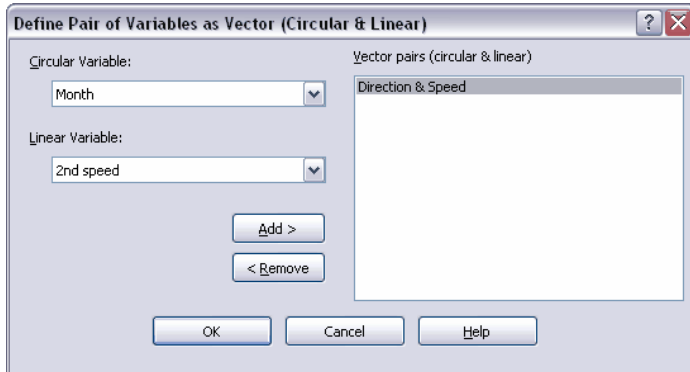 Define Pair of Variables as Vector (Circular & Linear)
Circular Variable:
Month
Linear Variable:
2nd speed
Add >
< Remove
Vector pairs (circular & linear)
Direction & Speed
OK
Cancel
Help